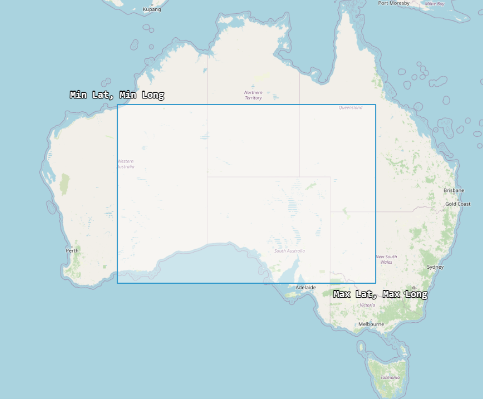 Kupang
Port Moresby
Min Lat, Min Long
Northern
Territory
Queensland
Western
Australia
Brisbane
Gold Coast
Perth
South Australia
New South
Wales
Sydney
Adelaide
Max Lat, Max Long
Victoria
Melbourne
Tasmania